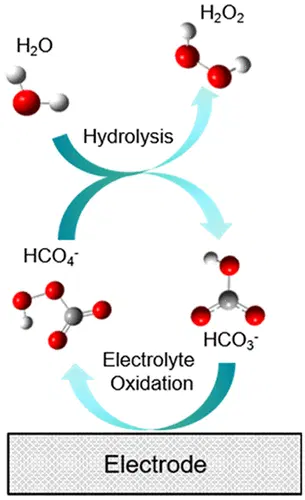 H2O2
H2O
Hydrolysis
HCO4-
HCO3-
Electrolyte
Oxidation
Electrode